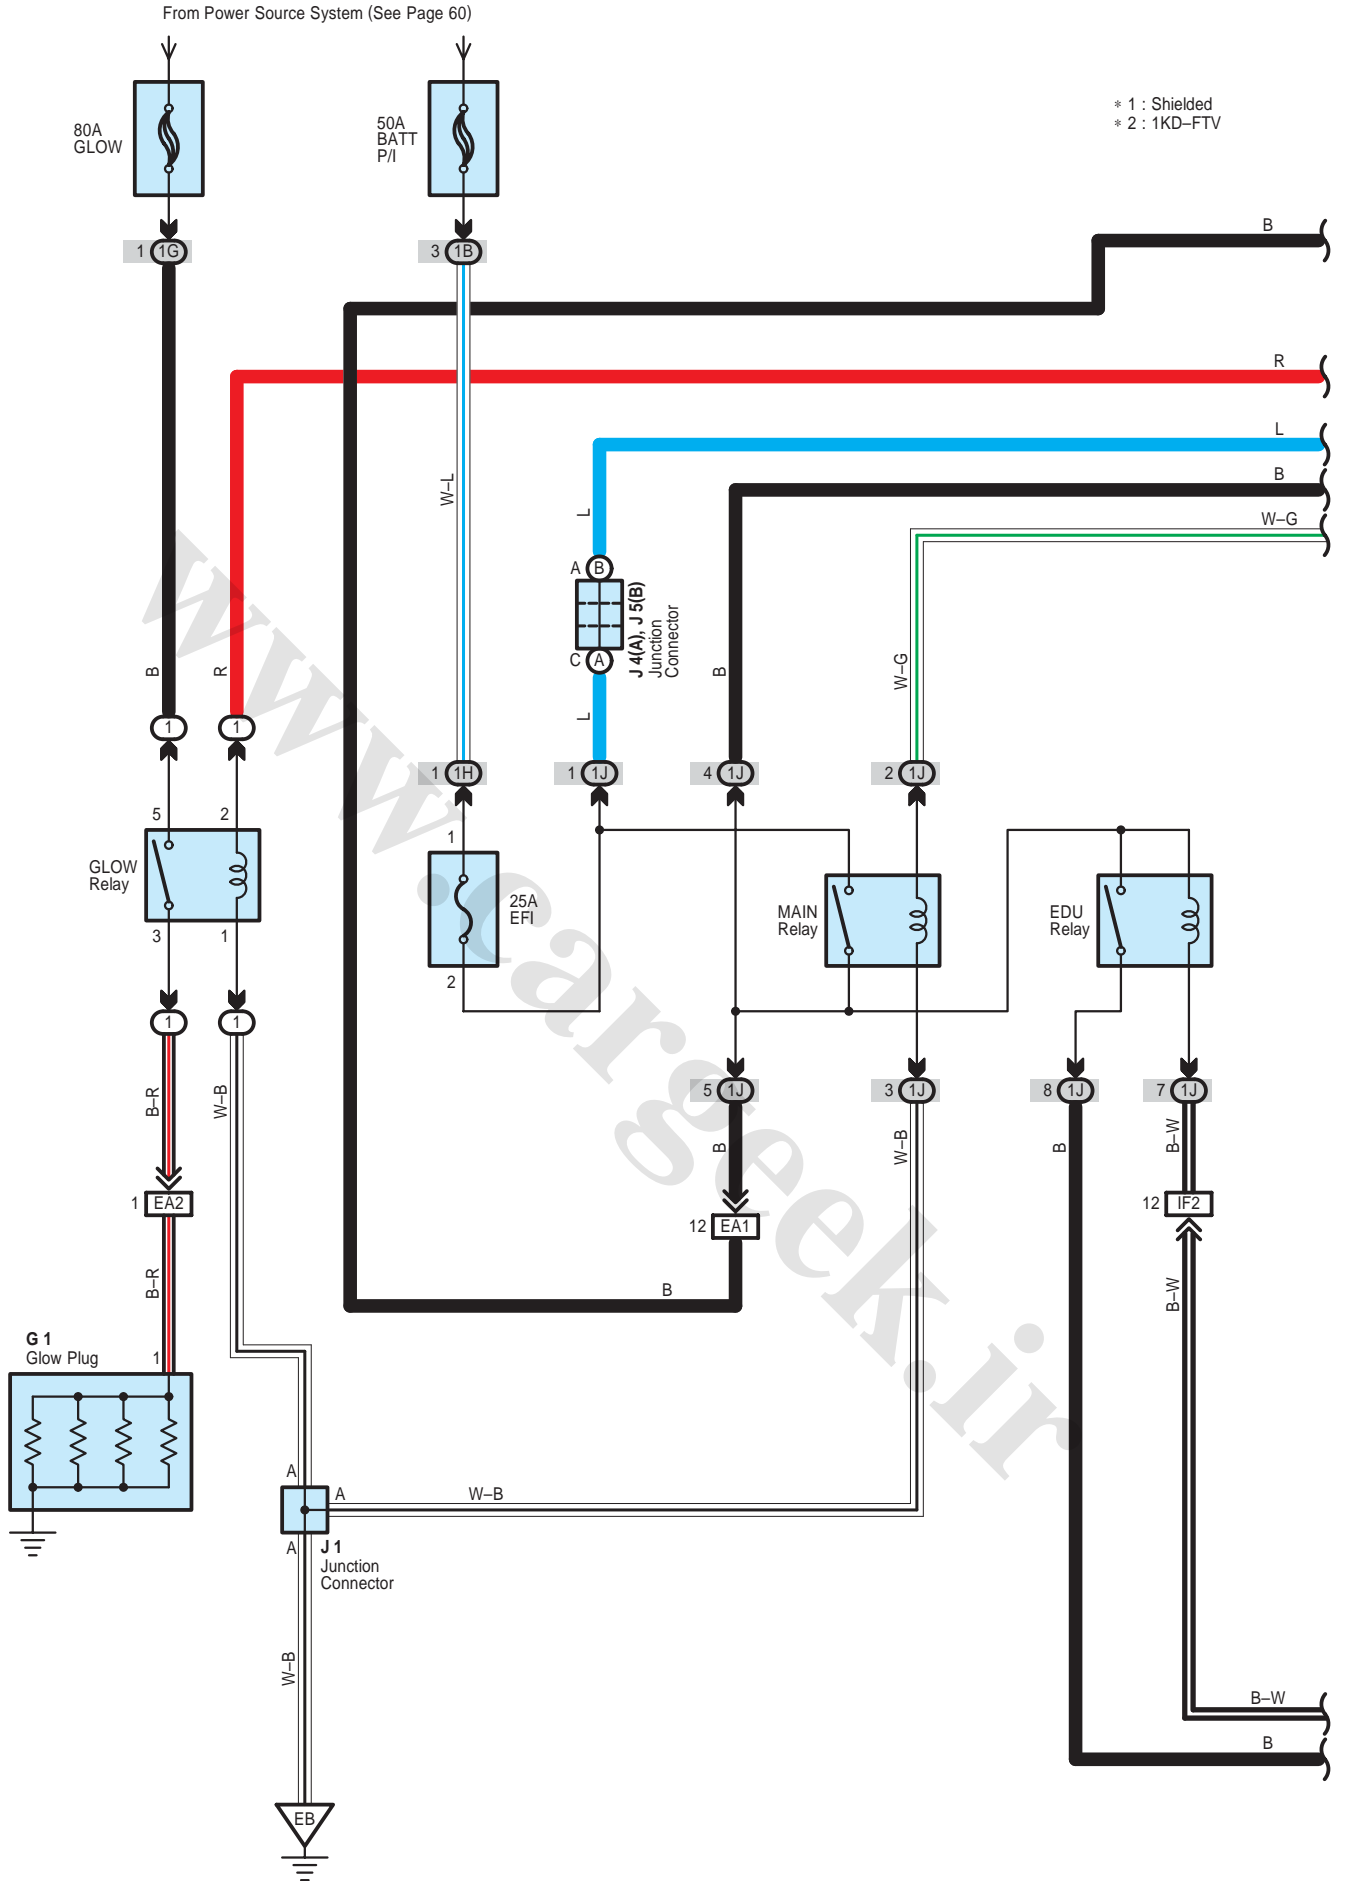 From Power Source System (See Page 60)
80A
GLOW
50A
BATT
P/I
* 1 : Shielded
* 2 : 1KD–FTV
1 1G
3 1B
B
R
L
B
W–G
W–L
L
A B
J 4(A), J 5(B)
Junction
Connector
C A
L
B
R
B
W–G
1
1
1 1H
1 1J
4 1J
2 1J
5
2
GLOW
Relay
3
1
1
25A
EFI
2
MAIN
Relay
EDU
Relay
1
1
5 1J
3 1J
8 1J
7 1J
B–R
W–B
B
W–B
B
B–W
1 EA2
12 EA1
12 IF2
B–R
B
B–W
G 1
Glow Plug
1
A
A
W–B
A
J 1
Junction
Connector
W–B
B–W
B
EB
www.cargeek.ir